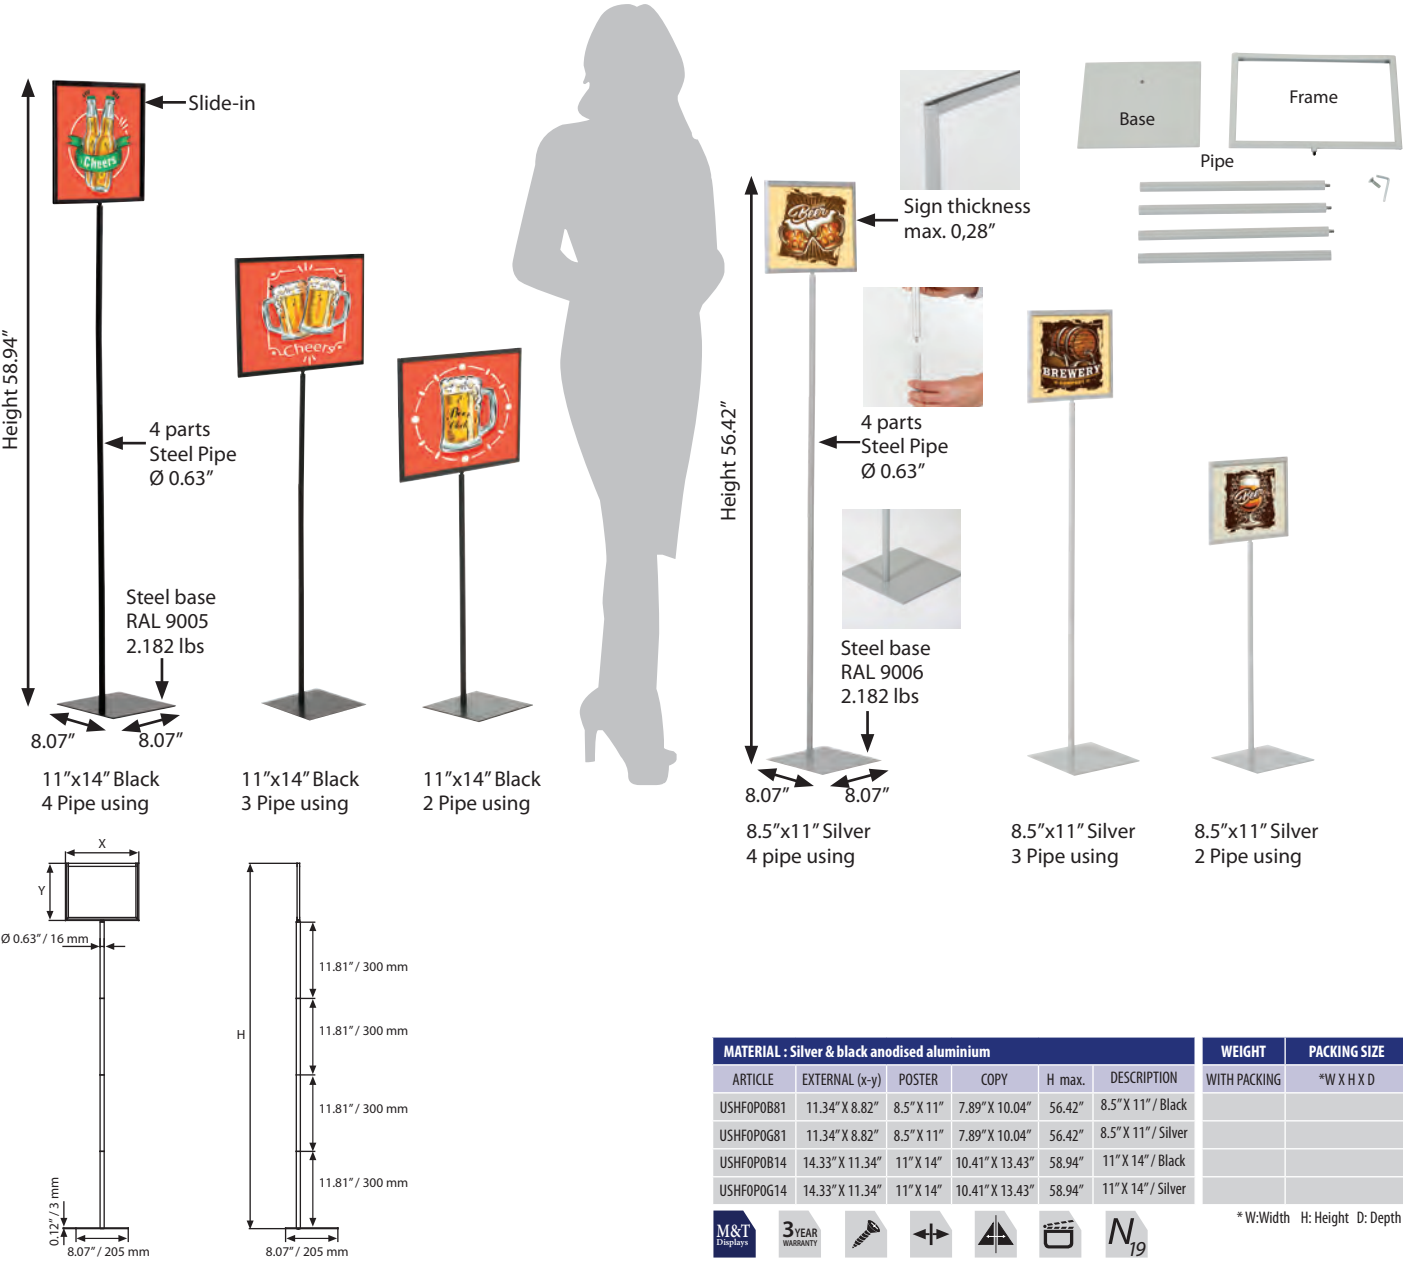 Slide-in
Cheers
Height 58.94″
4 parts
Steel Pipe
Ø 0.63″
Steel base
RAL 9005
2.182 lbs
8.07″
8.07″
11″x14″ Black
4 Pipe using
Cheers
11″x14″ Black
3 Pipe using
Beer
Club
11″x14″ Black
2 Pipe using
Base
Frame
Pipe
Sign thickness
max. 0,28″
Beer
Height 56.42″
4 parts
Steel Pipe
Ø 0.63″
Steel base
RAL 9006
2.182 lbs
8.07″
8.07″
8.5″x11″ Silver
4 pipe using
BREWERY
8.5″x11″ Silver
3 Pipe using
Beer
8.5″x11″ Silver
2 Pipe using
X
Y
Ø 0.63″ / 16 mm
0.12″ / 3 mm
8.07″ / 205 mm
H
11.81″ / 300 mm
11.81″ / 300 mm
11.81″ / 300 mm
11.81″ / 300 mm
8.07″ / 205 mm
MATERIAL : Silver & black anodised aluminium WEIGHT PACKING SIZE
ARTICLE EXTERNAL (x-y) POSTER COPY H max. DESCRIPTION WITH PACKING *W X H X D
USHF0P0B81 11.34″ X 8.82″ 8.5″ X 11″ 7.89″ X 10.04″ 56.42″ 8.5″ X 11″ / Black
USHF0P0G81 11.34″ X 8.82″ 8.5″ X 11″ 7.89″ X 10.04″ 56.42″ 8.5″ X 11″ / Silver
USHF0P0B14 14.33″ X 11.34″ 11″ X 14″ 10.41″ X 13.43″ 58.94″ 11″ X 14″ / Black
USHF0P0G14 14.33″ X 11.34″ 11″ X 14″ 10.41″ X 13.43″ 58.94″ 11″ X 14″ / Silver
* W:Width H: Height D: Depth
M&T
Displays
3 YEAR
WARRANTY
N
19